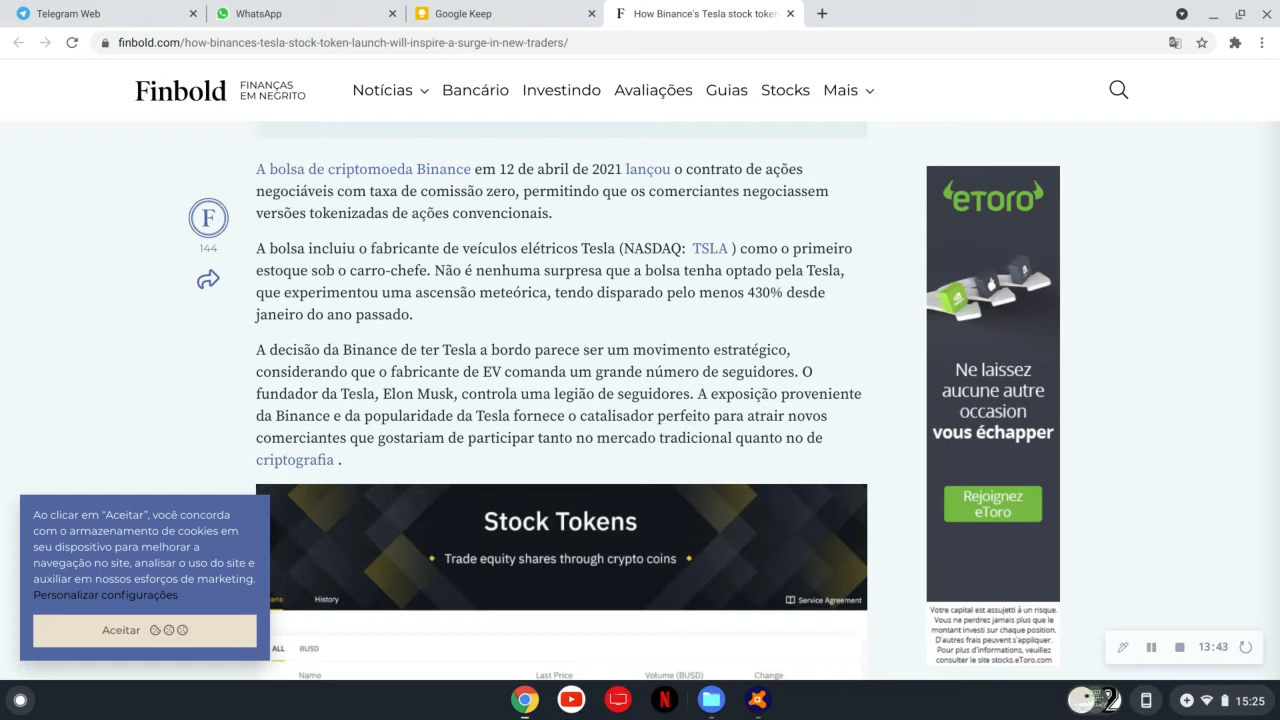 Telegram Web
WhatsApp
Google Keep
F How Binance's Tesla stock token
finbold.com/how-binances-tesla-stock-token-launch-will-inspire-a-surge-in-new-traders/
Finbold
FINANÇAS
EM NEGRITO
Notícias Bancário Investindo Avaliações Guias Stocks Mais
A bolsa de criptomoeda Binance em 12 de abril de 2021 lançou o contrato de ações
negociáveis com taxa de comissão zero, permitindo que os comerciantes negociassem
versões tokenizadas de ações convencionais.
F
144
A bolsa incluiu o fabricante de veículos elétricos Tesla (NASDAQ: TSLA ) como o primeiro
estoque sob o carro-chefe. Não é nenhuma surpresa que a bolsa tenha optado pela Tesla,
que experimentou uma ascensão meteórica, tendo disparado pelo menos 430% desde
janeiro do ano passado.
A decisão da Binance de ter Tesla a bordo parece ser um movimento estratégico,
considerando que o fabricante de EV comanda um grande número de seguidores. O
fundador da Tesla, Elon Musk, controla uma legião de seguidores. A exposição proveniente
da Binance e da popularidade da Tesla fornece o catalisador perfeito para atrair novos
comerciantes que gostariam de participar tanto no mercado tradicional quanto no de
criptografia .
Stock Tokens
Trade equity shares through crypto coins
History
Service Agreement
ALL BUSD
Name Last Price Volume (BUSD) Change
Ao clicar em “Aceitar”, você concorda
com o armazenamento de cookies em
seu dispositivo para melhorar a
navegação no site, analisar o uso do site e
auxiliar em nossos esforços de marketing.
Personalizar configurações
Aceitar
eToro
Ne laissez
aucune autre
occasion
vous échapper
Rejoignez
eToro
Votre capital est assujetti à un risque.
Vous ne perdrez jamais plus que le
montant investi sur chaque position.
D'autres frais peuvent s'appliquer.
Pour plus d'informations, veuillez
consulter le site stocks.eToro.com
13:43
N
2
15:25